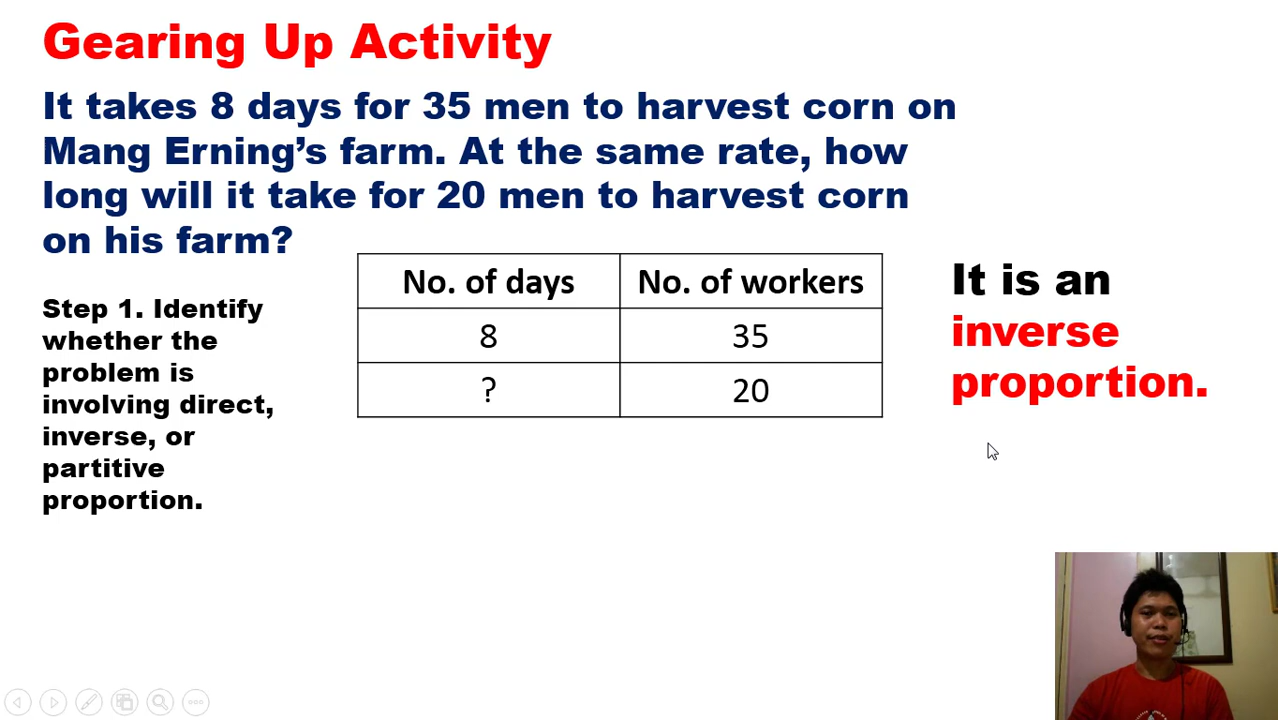 Gearing Up Activity
It takes 8 days for 35 men to harvest corn on
Mang Erning’s farm. At the same rate, how
long will it take for 20 men to harvest corn
on his farm?
Step 1. Identify
whether the
problem is
involving direct,
inverse, or
partitive
proportion.
No. of days No. of workers
8 35
? 20
It is an
inverse
proportion.